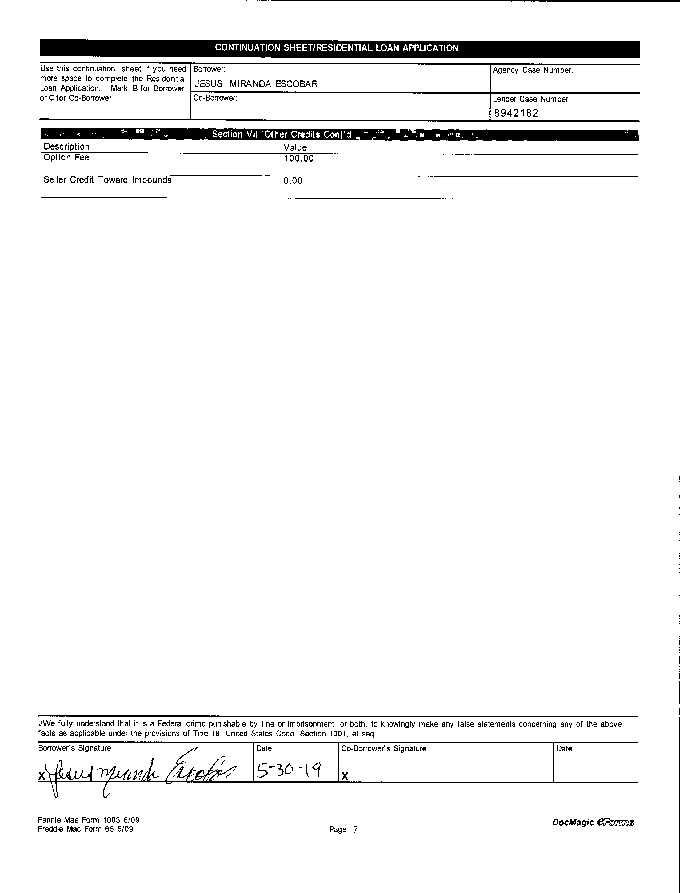 CONTINUATION SHEET/RESIDENTIAL LOAN APPLICATION
Use this continuation sheet if you need
more space to complete the Residential
Loan Application. Mark B for Borrower
or C for Co-Borrower.
Borrower:
JESUS MIRANDA ESCOBAR
Agency Case Number:
Co-Borrower:
Lender Case Number:
8942182
Section VII Other Credits Cont'd
Description Value
Option Fee 100.00
Seller Credit Toward Impounds 0.00
I/We fully understand that it is a Federal crime punishable by fine or imprisonment, or both, to knowingly make any false statements concerning any of the above
facts as applicable under the provisions of Title 18, United States Code, Section 1001, et seq.
Borrower's Signature Date Co-Borrower's Signature Date
X Jesus Miranda Escobar 5-30-19 X
Fannie Mae Form 1003 6/09
Freddie Mac Form 65 6/09
Page 7
DocMagic eForms